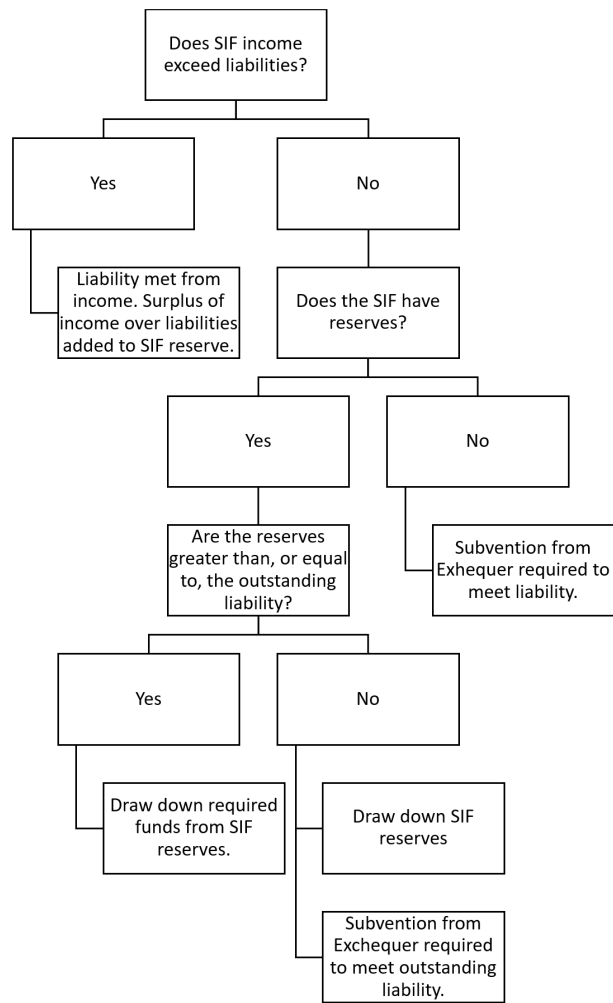 Does SIF income
exceed liabilities?
Yes
No
Liability met from
income. Surplus of
income over liabilities
added to SIF reserve.
Does the SIF have
reserves?
Yes
No
Are the reserves
greater than, or equal
to, the outstanding
liability?
Subvention from
Exhequer required to
meet liability.
Yes
No
Draw down required
funds from SIF
reserves.
Draw down SIF
reserves
Subvention from
Exchequer required
to meet outstanding
liability.